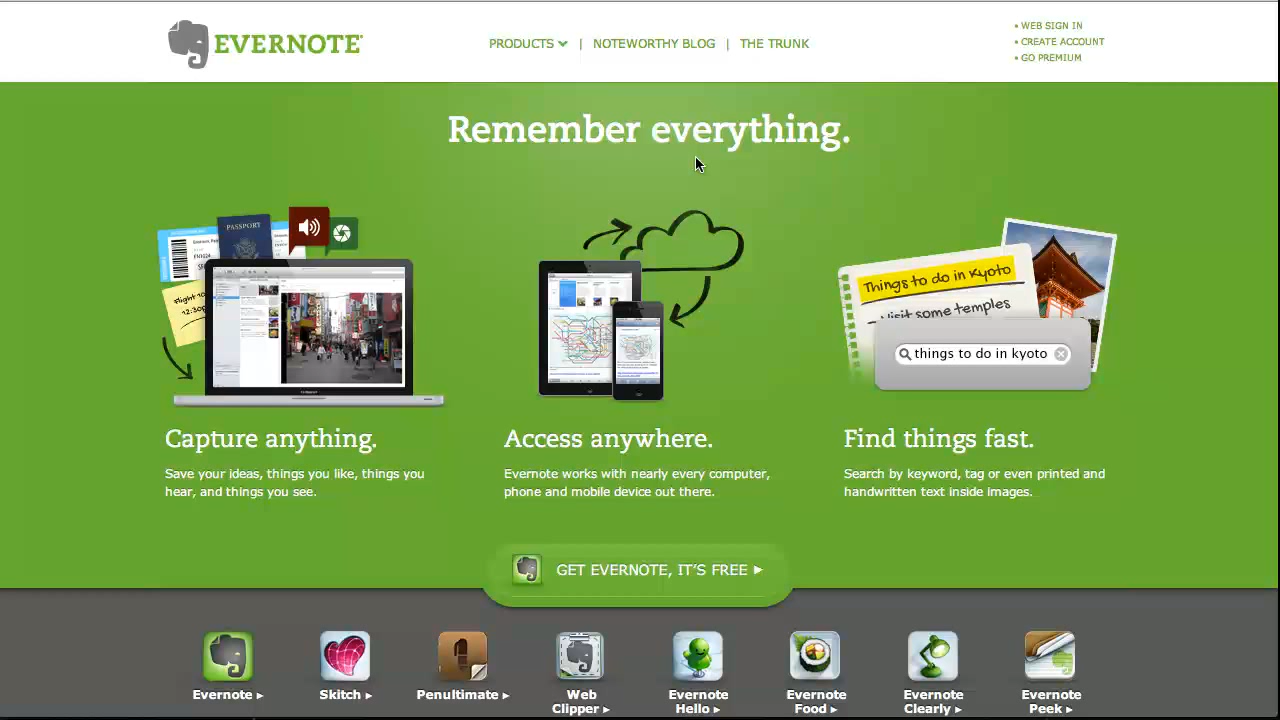 EVERNOTE
PRODUCTS | NOTEWORTHY BLOG | THE TRUNK
• WEB SIGN IN
• CREATE ACCOUNT
• GO PREMIUM
Remember everything.
PASSPORT
Things to do in Kyoto
visit some temples
things to do in kyoto
Capture anything.
Save your ideas, things you like, things you
hear, and things you see.
Access anywhere.
Evernote works with nearly every computer,
phone and mobile device out there.
Find things fast.
Search by keyword, tag or even printed and
handwritten text inside images.
GET EVERNOTE, IT'S FREE ►
Evernote ►
Skitch ►
Penultimate ►
Web
Clipper ►
Evernote
Hello ►
Evernote
Food ►
Evernote
Clearly ►
Evernote
Peek ►